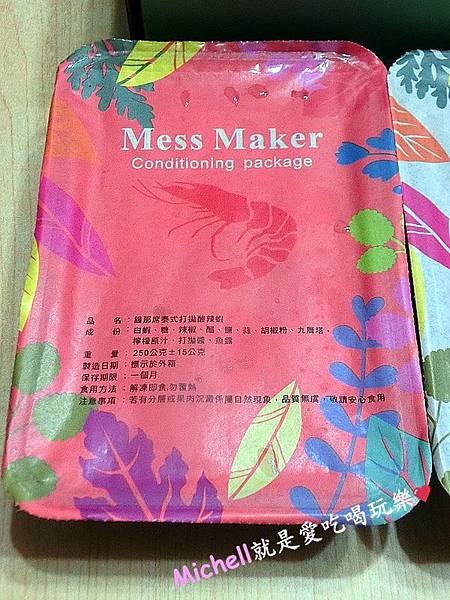 Mess Maker
Conditioning package
品　　名：鐘那席泰式打拋酸辣蝦
成　　份：白蝦、糖、辣椒、醋、鹽、蒜、胡椒粉、九層塔、
檸檬原汁、打拋醬、魚露
重　　量：250公克±15公克
製造日期：標示於外箱
保存期限：一個月
食用方法：解凍即食,勿覆熱
注意事項：若有分層或果肉沉澱係屬自然現象，品質無虞，敬請安心食用
Michell就是愛吃喝玩樂♥